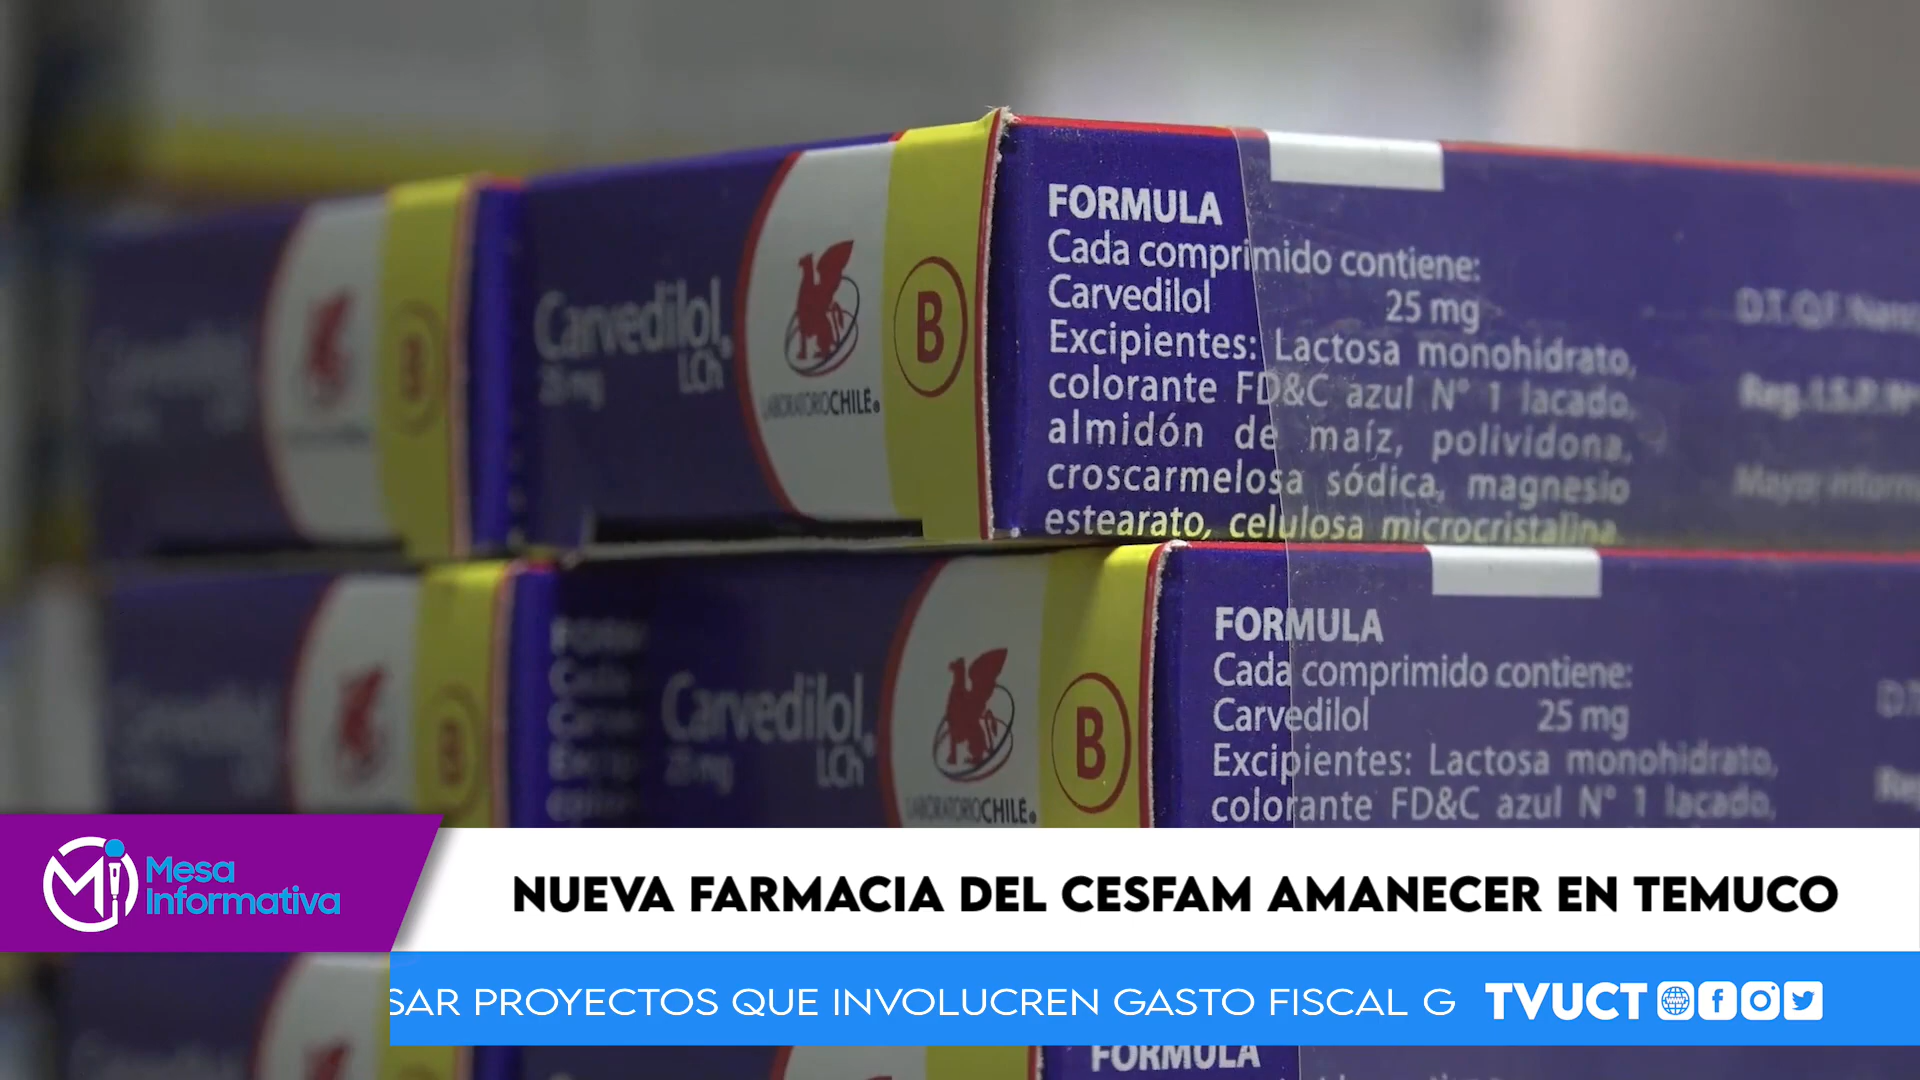 FORMULA
Cada comprimido contiene:
Carvedilol 25 mg
Excipientes: Lactosa monohidrato,
colorante FD&C azul N° 1 lacado,
almidón de maíz, polividona,
croscarmelosa sódica, magnesio
estearato, celulosa microcristalina
D.T. Q.F.
Reg. I.S.P. N°
Carvedilol
LCh
25 mg
LABORATORIOCHILE®
B
B
FORMULA
Cada comprimido contiene:
Carvedilol 25 mg
Excipientes: Lactosa monohidrato,
colorante FD&C azul N° 1 lacado,
Carvedilol
LCh
25 mg
LABORATORIOCHILE®
B
B
Mesa
Informativa
NUEVA FARMACIA DEL CESFAM AMANECER EN TEMUCO
SAR PROYECTOS QUE INVOLUCREN GASTO FISCAL G
TVUCT
FORMULA